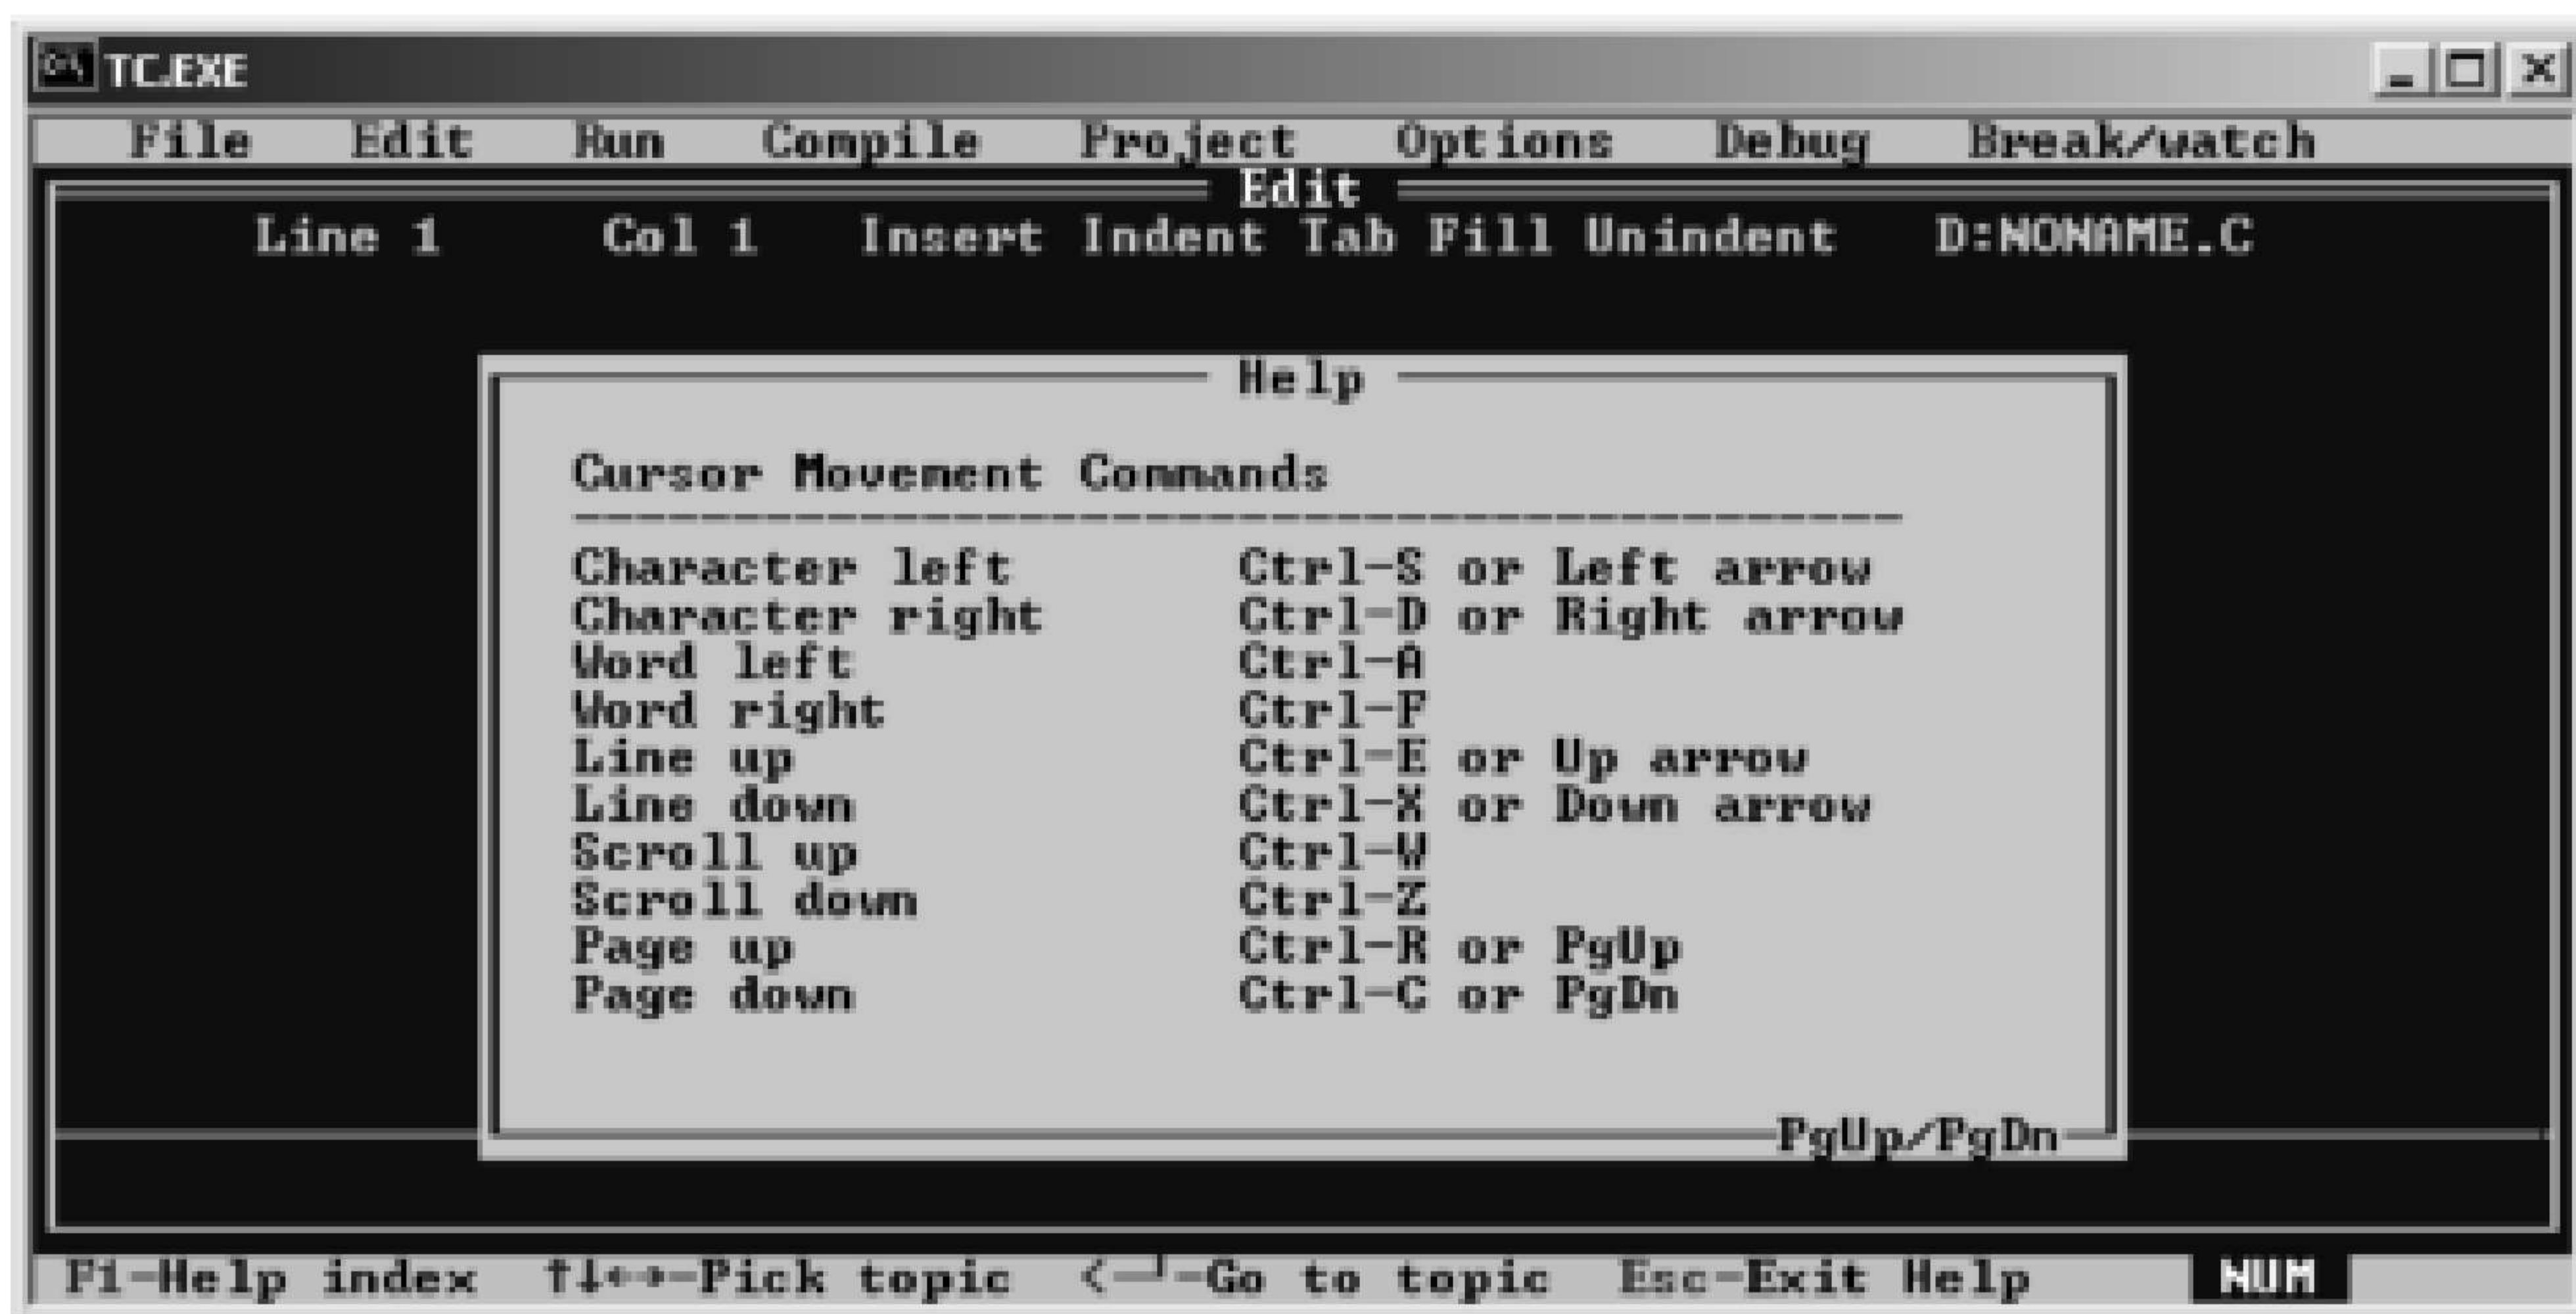 TC.EXE
File Edit Run Compile Project Options Debug Break/watch
Edit
Line 1 Col 1 Insert Indent Tab Fill Unindent D:NONAME.C
Help
Cursor Movement Commands
------------------------------------------
Character left Ctrl-S or Left arrow
Character right Ctrl-D or Right arrow
Word left Ctrl-A
Word right Ctrl-F
Line up Ctrl-E or Up arrow
Line down Ctrl-X or Down arrow
Scroll up Ctrl-W
Scroll down Ctrl-Z
Page up Ctrl-R or PgUp
Page down Ctrl-C or PgDn
PgUp/PgDn
F1-Help index ↑↓←→-Pick topic <─┘-Go to topic Esc-Exit Help NUM